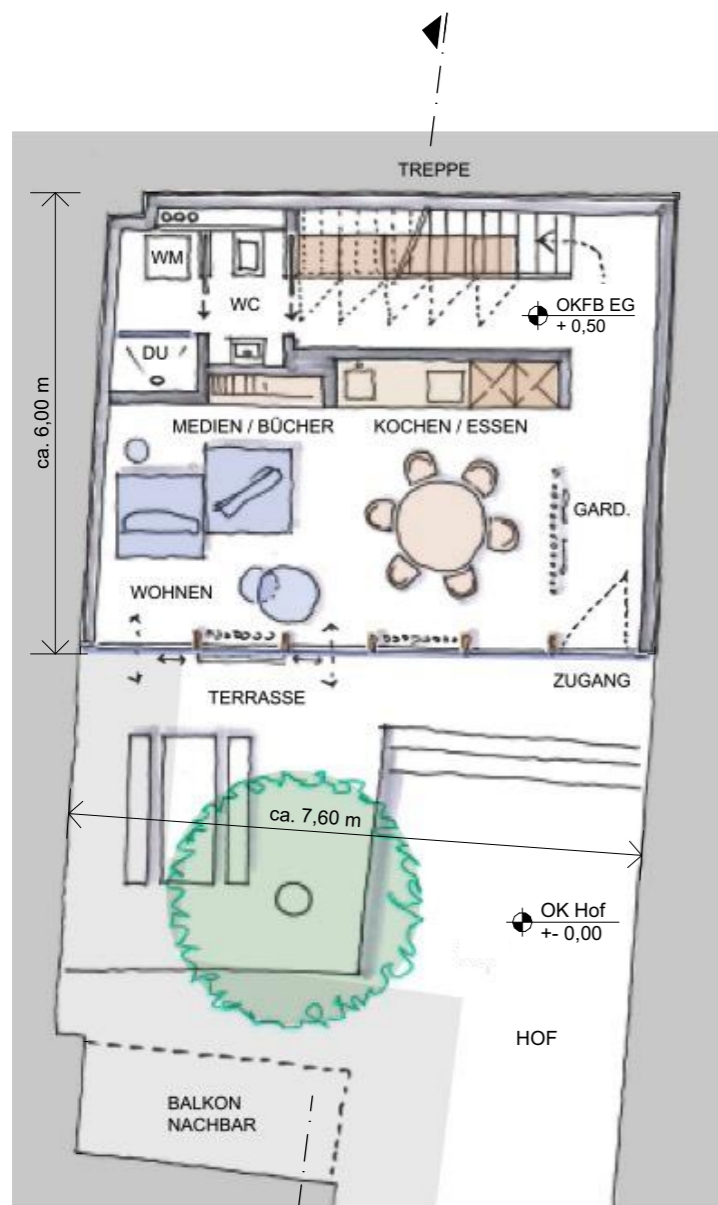 TREPPE
WM
WC
OKFB EG
+ 0,50
DU
ca. 6,00 m
MEDIEN / BÜCHER
KOCHEN / ESSEN
GARD.
WOHNEN
TERRASSE
ZUGANG
ca. 7,60 m
OK Hof
+- 0,00
HOF
BALKON
NACHBAR